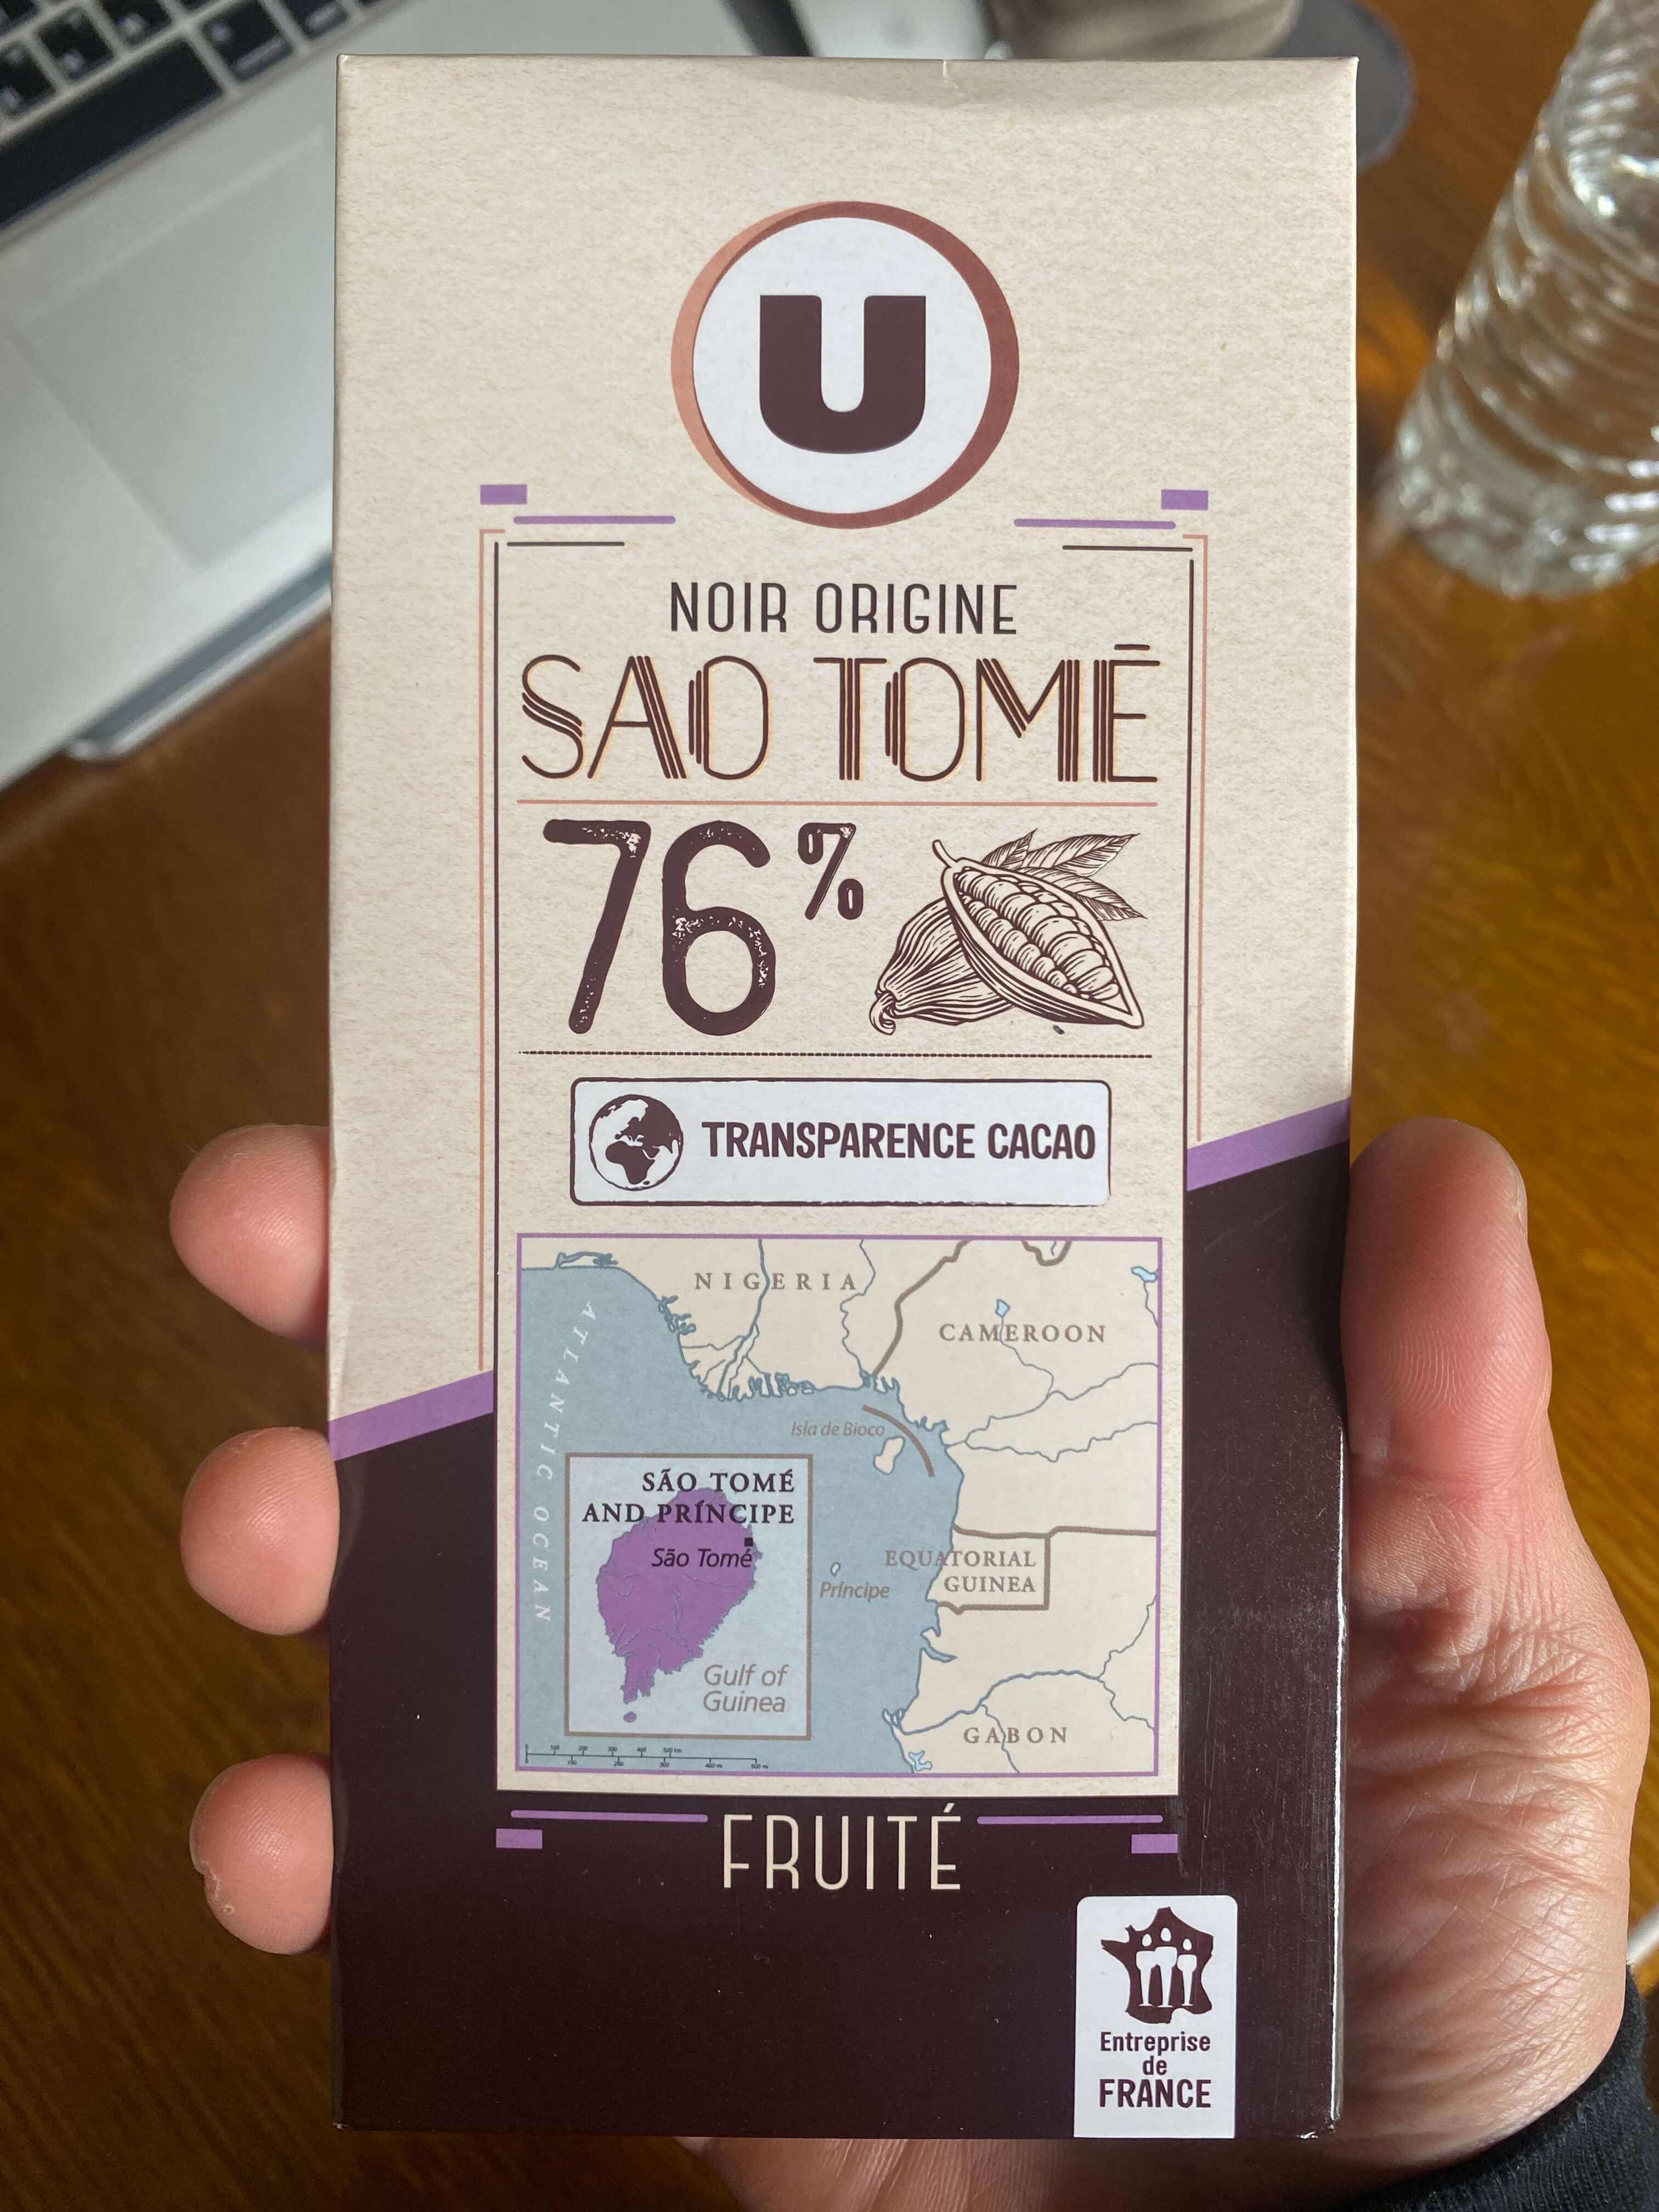 U
NOIR ORIGINE
SAO TOMÉ
76%
TRANSPARENCE CACAO
NIGERIA
CAMEROON
ATLANTIC OCEAN
Isla de Bioco
SÃO TOMÉ
AND PRÍNCIPE
São Tomé
EQUATORIAL
GUINEA
Príncipe
Gulf of
Guinea
GABON
FRUITÉ
Entreprise
de
FRANCE